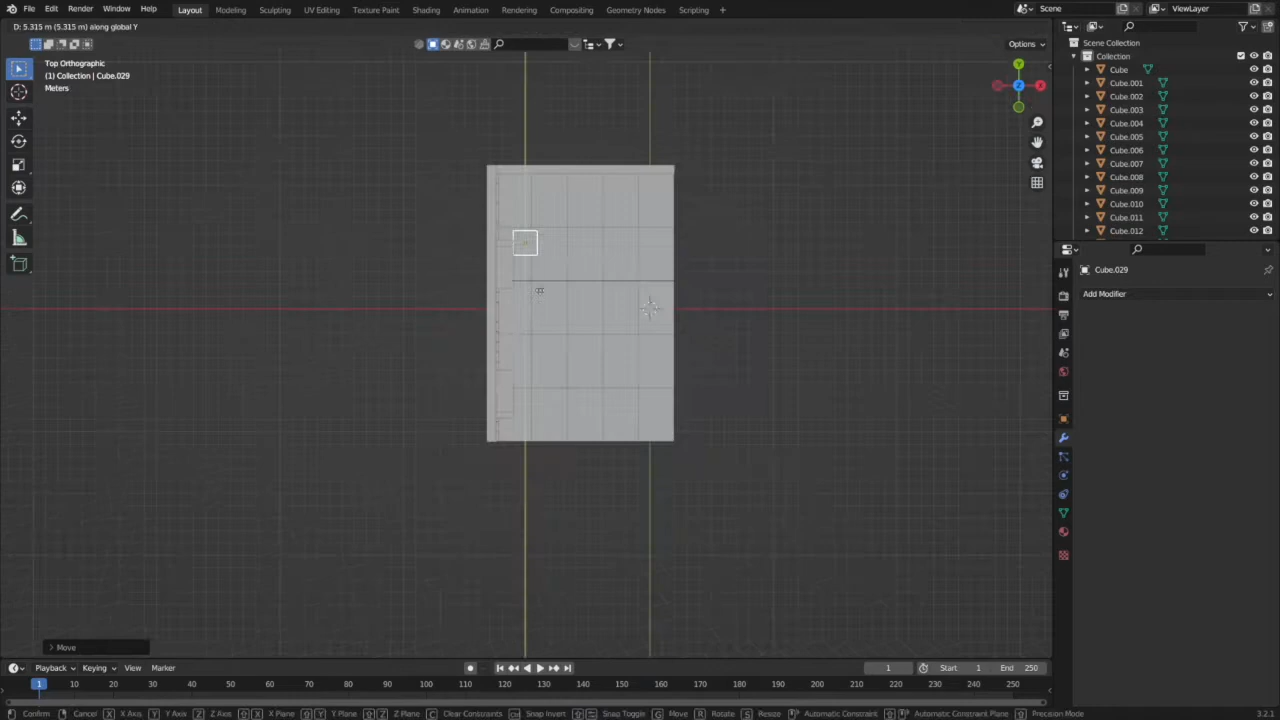 File Edit Render Window Help Layout Modeling Sculpting UV Editing Texture Paint Shading Animation Rendering Compositing Geometry Nodes Scripting + Scene ViewLayer
D: 5.315 m (5.315 m) along global Y
Options
Top Orthographic
(1) Collection | Cube.029
Meters
Y
Z
X
Scene Collection
Collection
Cube
Cube.001
Cube.002
Cube.003
Cube.004
Cube.005
Cube.006
Cube.007
Cube.008
Cube.009
Cube.010
Cube.011
Cube.012
Cube.029
Add Modifier
Move
Playback Keying View Marker 1 Start 1 End 250
1 10 20 30 40 50 60 70 80 90 100 110 120 130 140 150 160 170 180 190 200 210 220 230 240 250
Confirm Cancel X X Axis Y Y Axis Z Z Axis X X Plane Y Y Plane Z Z Plane C Clear Constraints Snap Invert Snap Toggle G Move R Rotate S Resize Automatic Constraint Automatic Constraint Plane Precision Mode 3.2.1